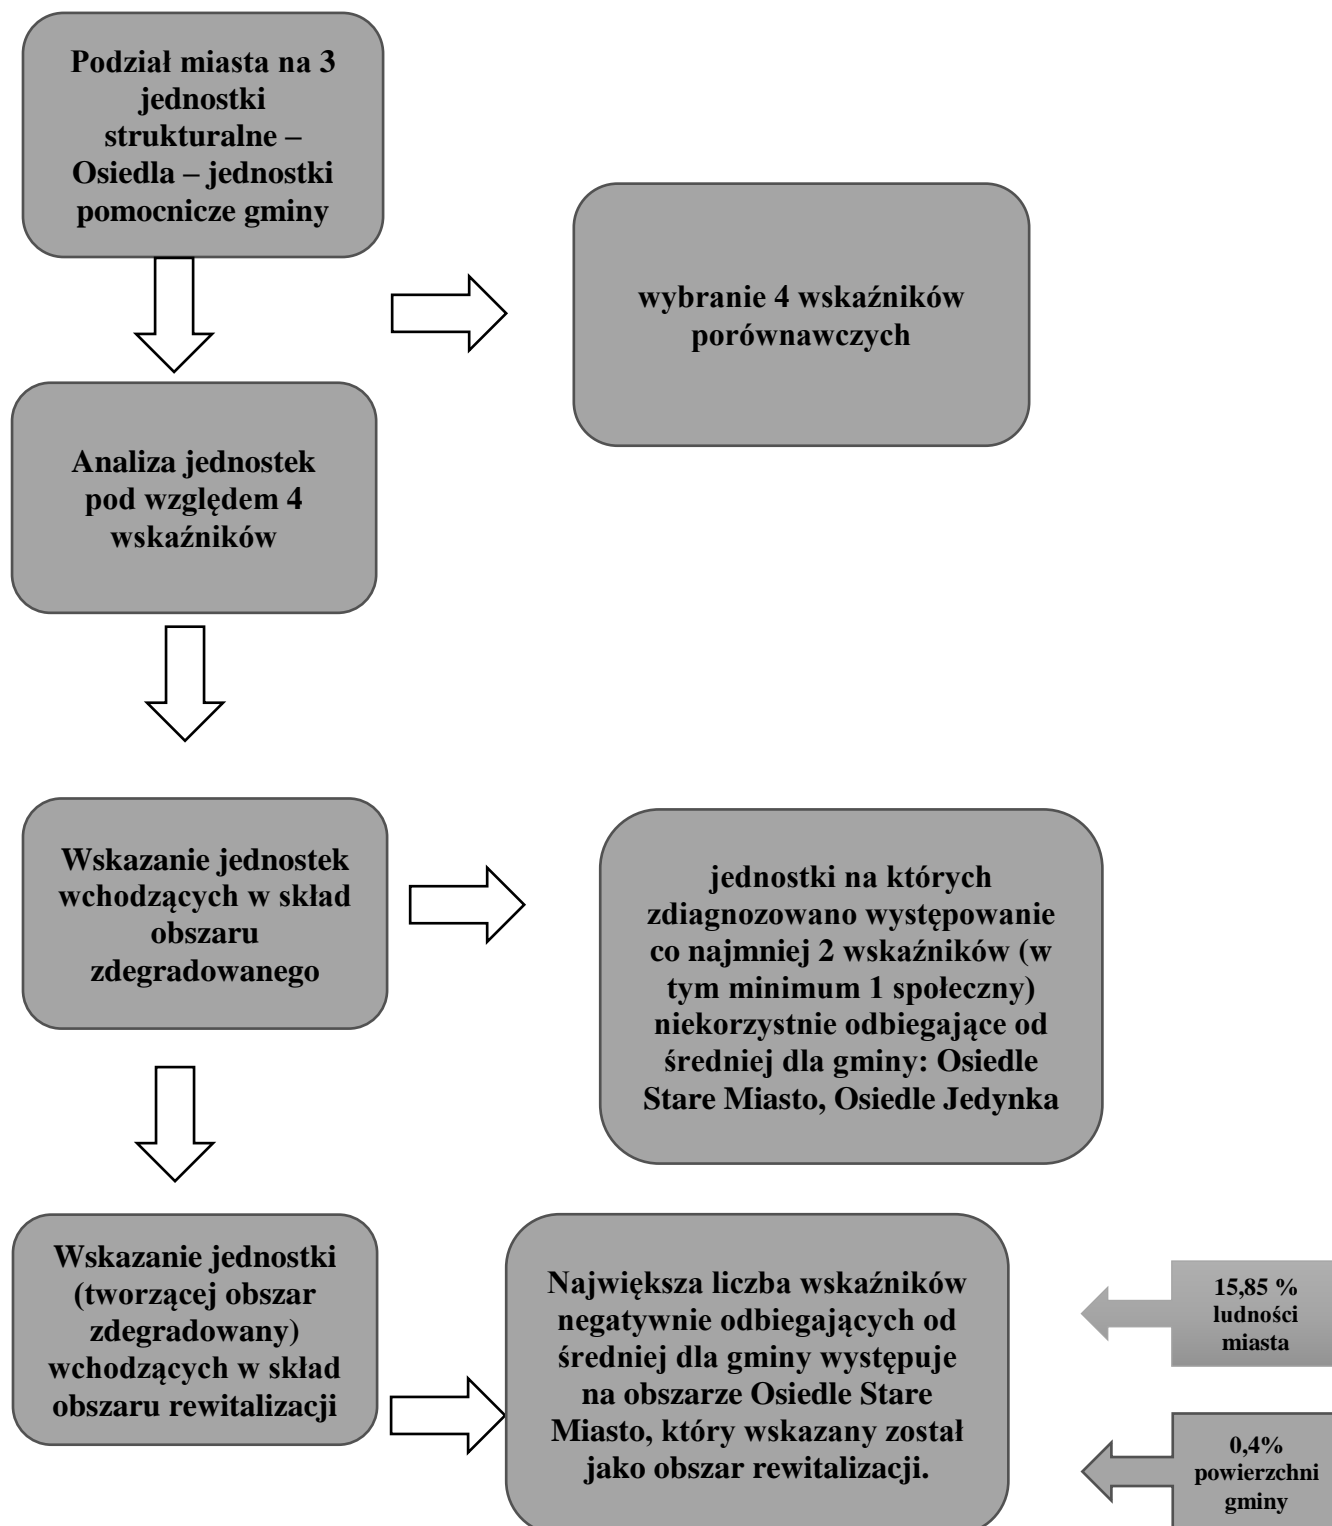 Podział miasta na 3
jednostki
strukturalne –
Osiedla – jednostki
pomocnicze gminy
wybranie 4 wskaźników
porównawczych
Analiza jednostek
pod względem 4
wskaźników
Wskazanie jednostek
wchodzących w skład
obszaru
zdegradowanego
jednostki na których
zdiagnozowano występowanie
co najmniej 2 wskaźników (w
tym minimum 1 społeczny)
niekorzystnie odbiegające od
średniej dla gminy: Osiedle
Stare Miasto, Osiedle Jedynka
Wskazanie jednostki
(tworzącej obszar
zdegradowany)
wchodzących w skład
obszaru rewitalizacji
Największa liczba wskaźników
negatywnie odbiegających od
średniej dla gminy występuje
na obszarze Osiedle Stare
Miasto, który wskazany został
jako obszar rewitalizacji.
15,85 %
ludności
miasta
0,4%
powierzchni
gminy